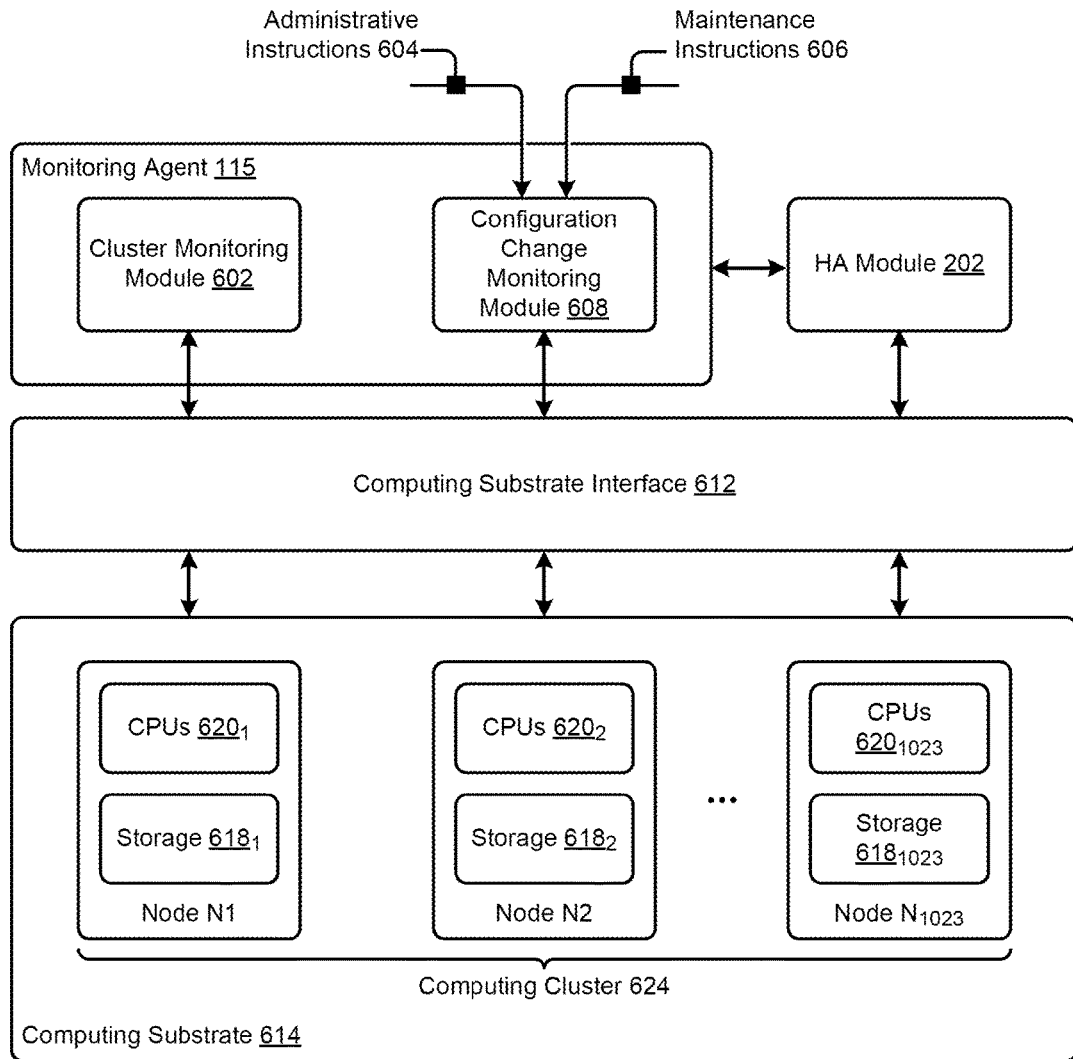 Administrative
Instructions 604
Maintenance
Instructions 606
Monitoring Agent 115
Cluster Monitoring
Module 602
Configuration
Change
Monitoring
Module 608
HA Module 202
Computing Substrate Interface 612
CPUs 620₁
Storage 618₁
Node N1
CPUs 620₂
Storage 618₂
Node N2
...
CPUs
620₁₀₂₃
Storage
618₁₀₂₃
Node N₁₀₂₃
Computing Cluster 624
Computing Substrate 614